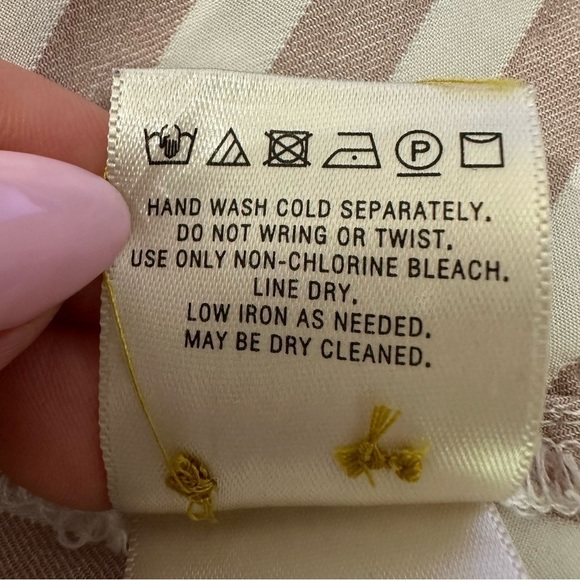 P
HAND WASH COLD SEPARATELY.
DO NOT WRING OR TWIST.
USE ONLY NON-CHLORINE BLEACH.
LINE DRY.
LOW IRON AS NEEDED.
MAY BE DRY CLEANED.